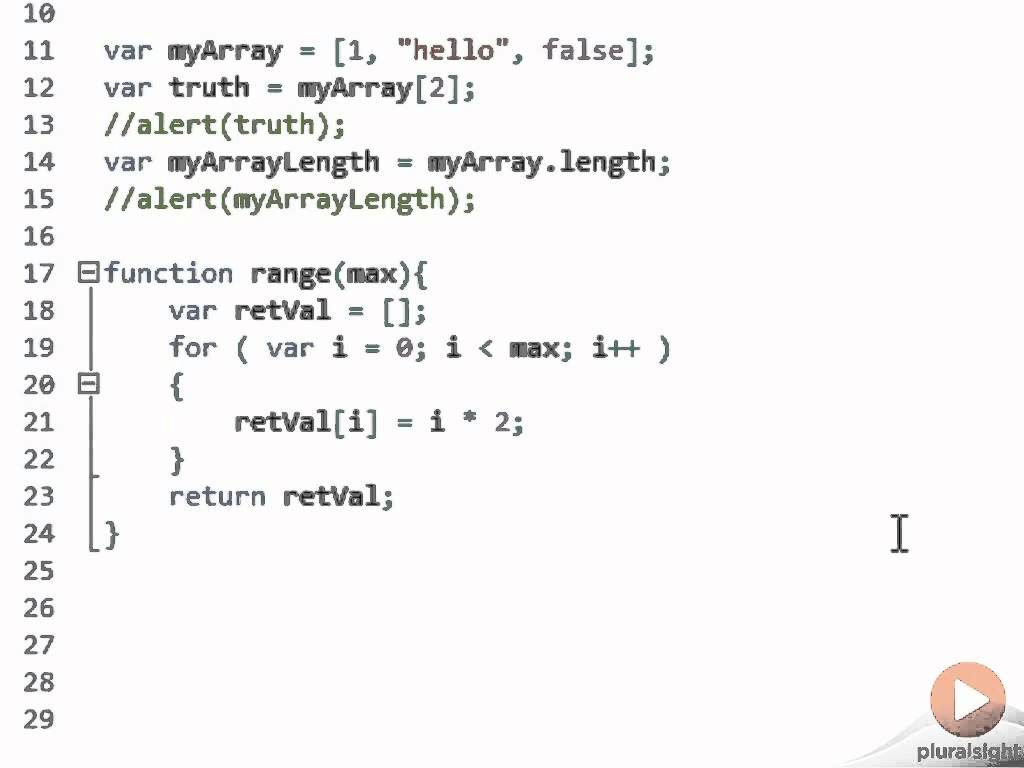 10
11 var myArray = [1, "hello", false];
12 var truth = myArray[2];
13 //alert(truth);
14 var myArrayLength = myArray.length;
15 //alert(myArrayLength);
16
17 function range(max){
18 var retVal = [];
19 for ( var i = 0; i < max; i++ )
20 {
21 retVal[i] = i * 2;
22 }
23 return retVal;
24 }
25
26
27
28
29
pluralsight